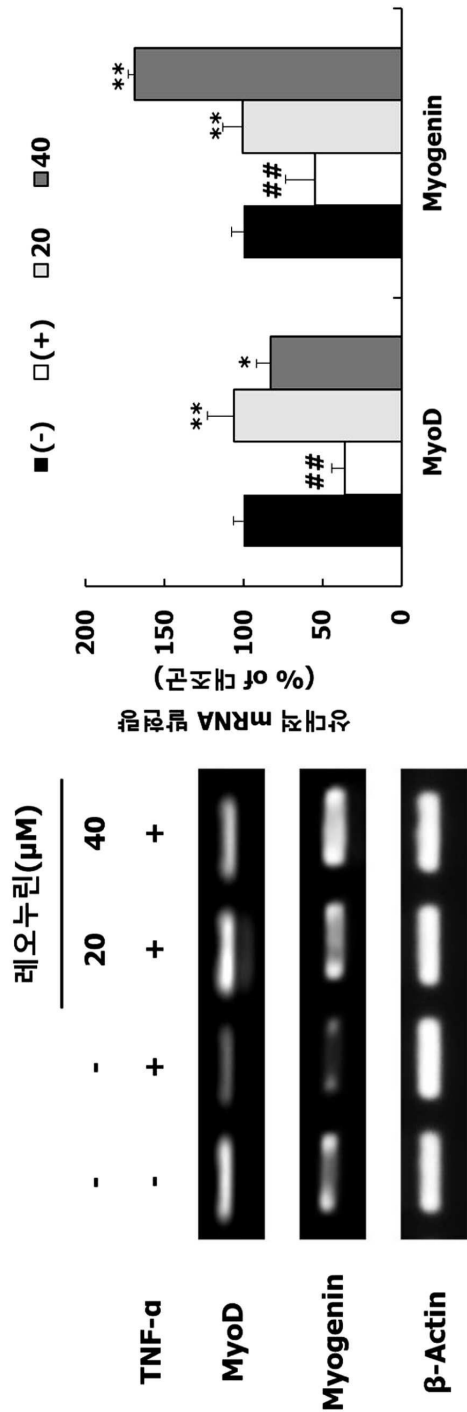 레오누린(μM)
- - 20 40
TNF-α - + + +
MyoD
Myogenin
β-Actin
■(-) □(+) 20 40
상대적 mRNA 발현량
(% of 대조군)
200
150
100
50
0
## ** *
## ** **
MyoD Myogenin